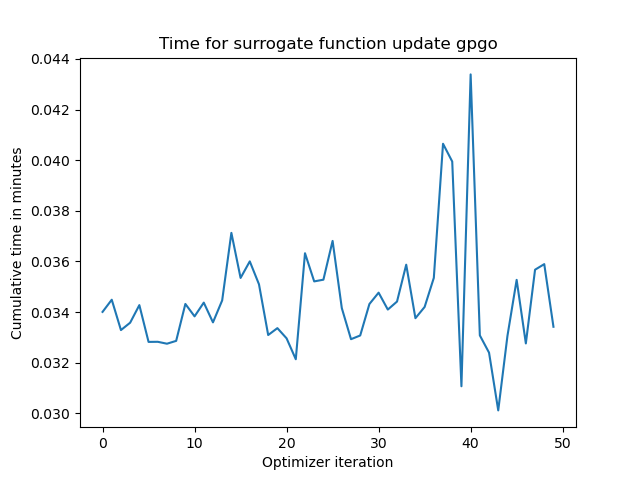 Time for surrogate function update gpgo
0.044
0.042
0.040
0.038
0.036
0.034
0.032
0.030
Cumulative time in minutes
0 10 20 30 40 50
Optimizer iteration